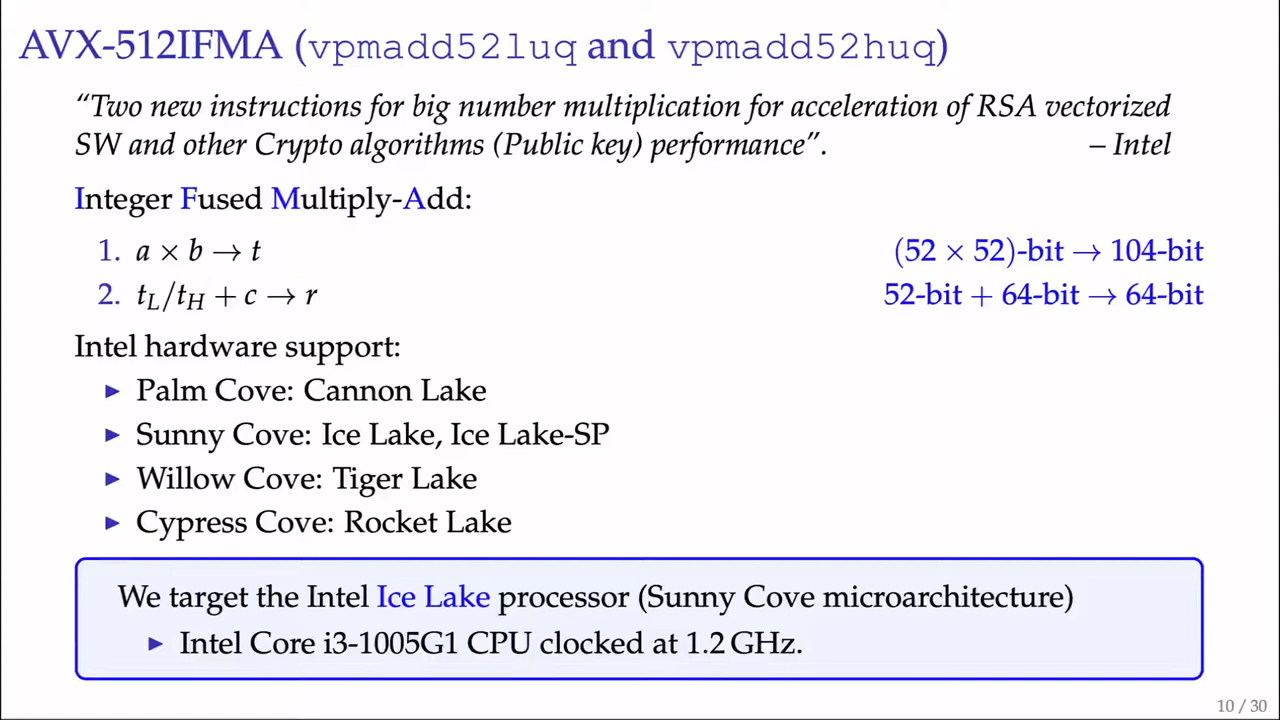 AVX-512IFMA (vpmadd52luq and vpmadd52huq)
“Two new instructions for big number multiplication for acceleration of RSA vectorized
SW and other Crypto algorithms (Public key) performance”. – Intel
Integer Fused Multiply-Add:
1. a × b → t (52 × 52)-bit → 104-bit
2. t_L/t_H + c → r 52-bit + 64-bit → 64-bit
Intel hardware support:
▶ Palm Cove: Cannon Lake
▶ Sunny Cove: Ice Lake, Ice Lake-SP
▶ Willow Cove: Tiger Lake
▶ Cypress Cove: Rocket Lake
We target the Intel Ice Lake processor (Sunny Cove microarchitecture)
▶ Intel Core i3-1005G1 CPU clocked at 1.2 GHz.
10 / 30